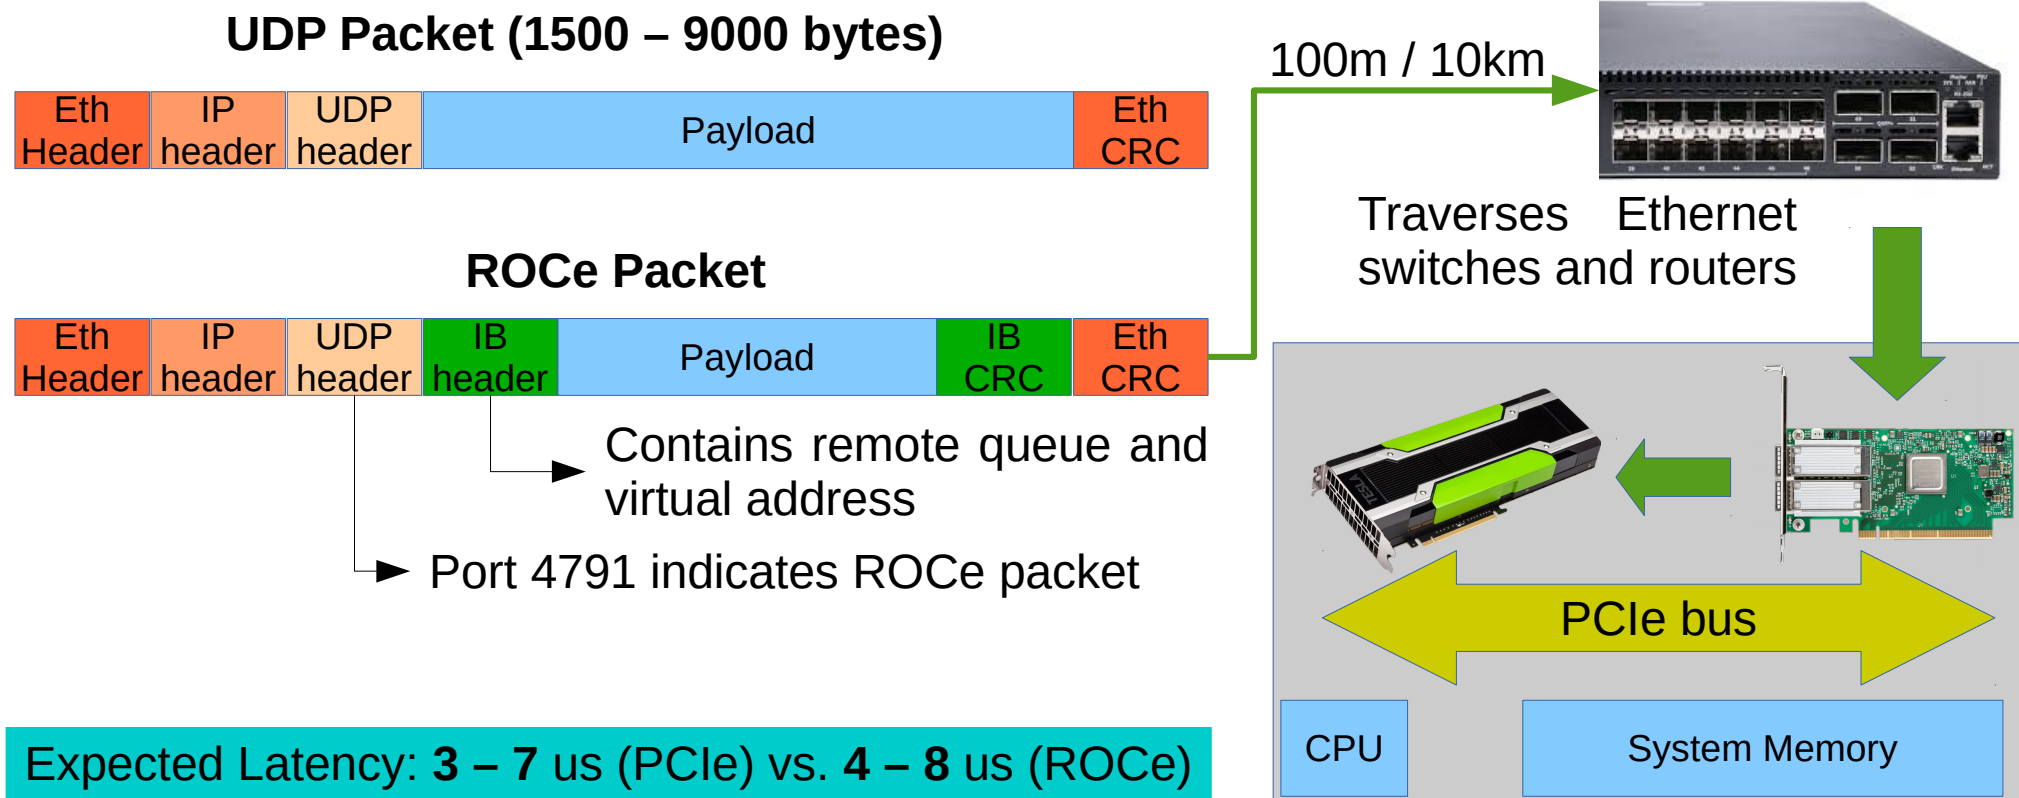 UDP Packet (1500 – 9000 bytes)
Eth Header
IP header
UDP header
Payload
Eth CRC
ROCe Packet
Eth Header
IP header
UDP header
IB header
Payload
IB CRC
Eth CRC
Contains remote queue and
virtual address
Port 4791 indicates ROCe packet
Expected Latency: 3 – 7 us (PCIe) vs. 4 – 8 us (ROCe)
100m / 10km
Traverses Ethernet
switches and routers
TESLA
PCIe bus
CPU
System Memory